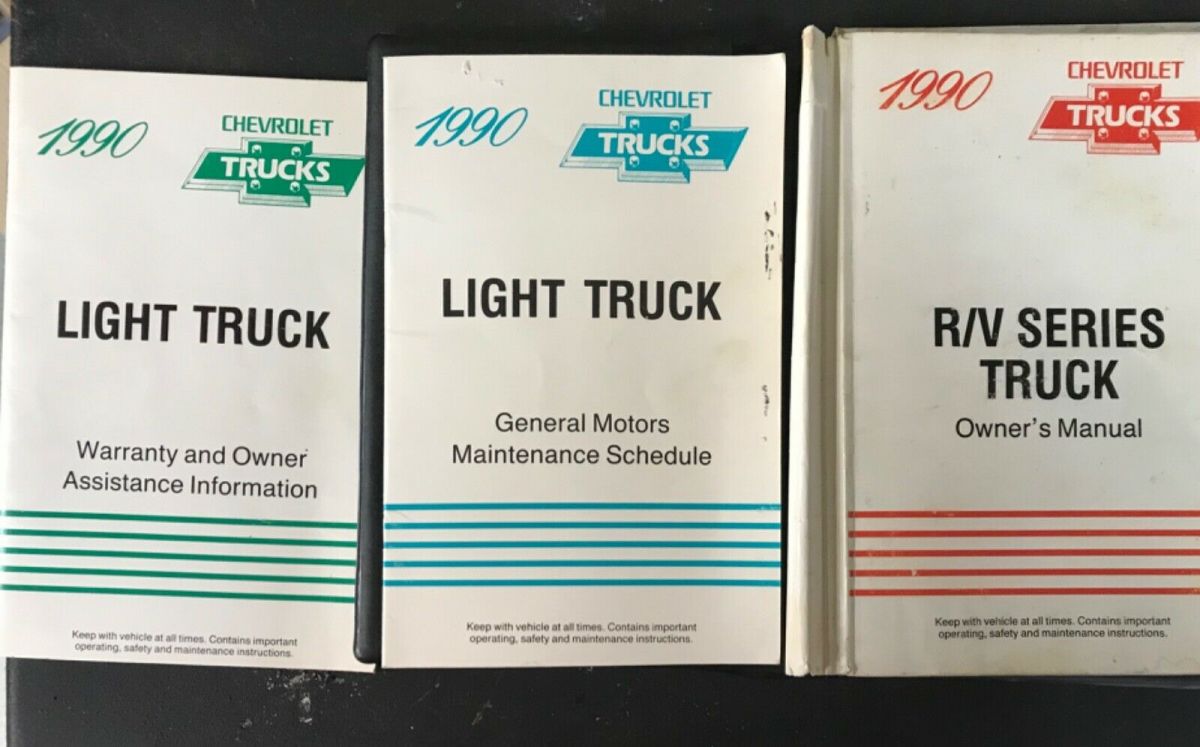 1990
CHEVROLET
TRUCKS
LIGHT TRUCK
Warranty and Owner
Assistance Information
Keep with vehicle at all times. Contains important
operating, safety and maintenance instructions.
1990
CHEVROLET
TRUCKS
LIGHT TRUCK
General Motors
Maintenance Schedule
Keep with vehicle at all times. Contains important
operating, safety and maintenance instructions.
1990
CHEVROLET
TRUCKS
R/V SERIES
TRUCK
Owner's Manual
Keep with vehicle at all times. Contains important
operating, safety and maintenance instructions.